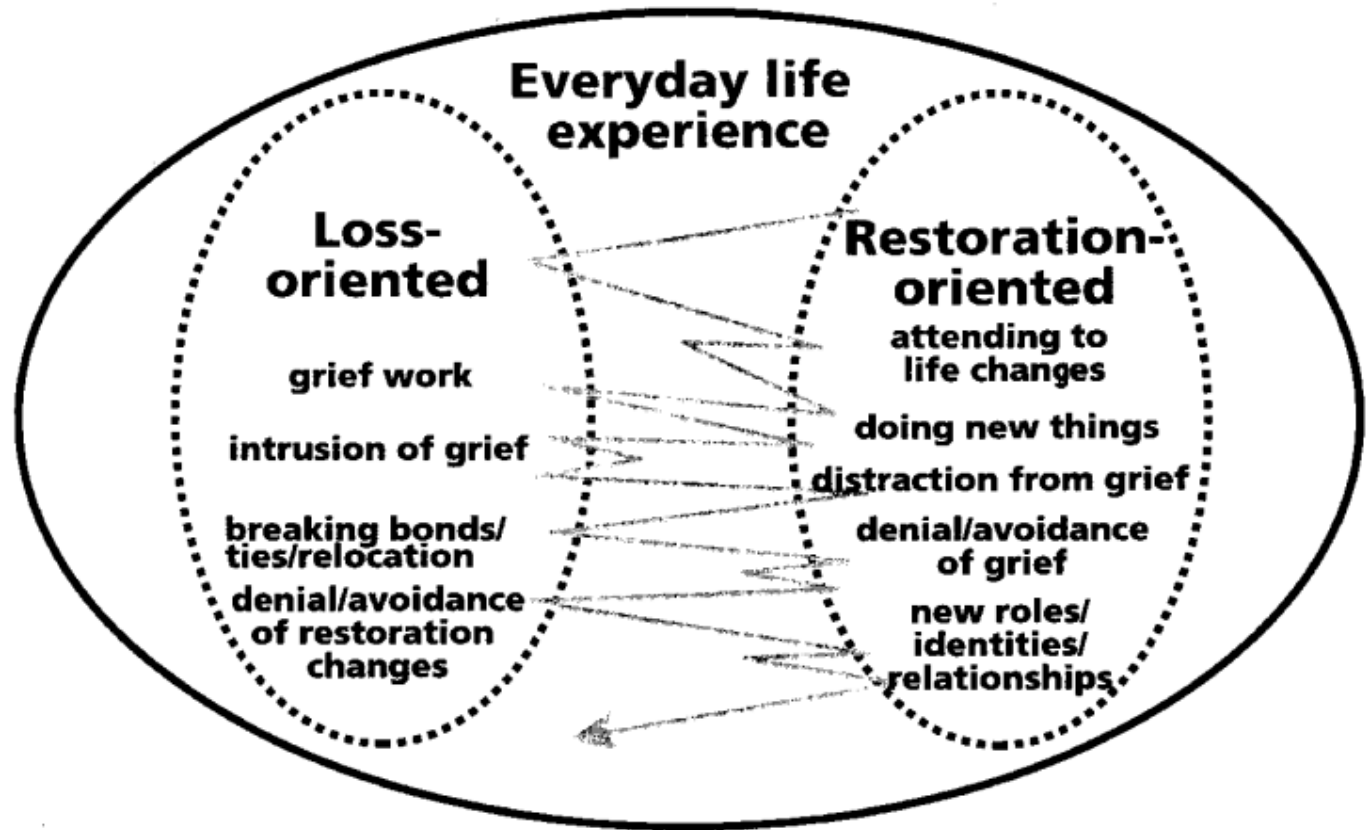 Everyday life
experience
Loss-
oriented
grief work
intrusion of grief
breaking bonds/
ties/relocation
denial/avoidance
of restoration
changes
Restoration-
oriented
attending to
life changes
doing new things
distraction from grief
denial/avoidance
of grief
new roles/
identities/
relationships